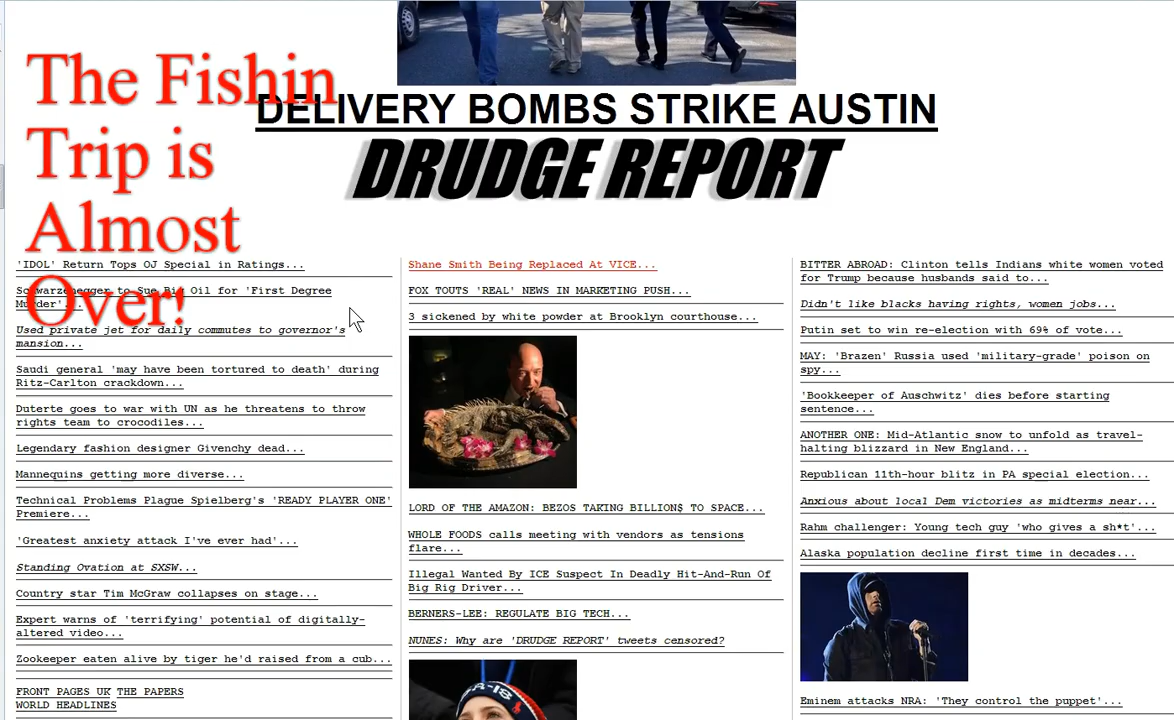 The Fishin
Trip is
Almost
Over!
DELIVERY BOMBS STRIKE AUSTIN
DRUDGE REPORT
'IDOL' Return Tops OJ Special in Ratings...
Schwarzenegger to Sue Big Oil for 'First Degree
Murder'...
Used private jet for daily commutes to governor's
mansion...
Saudi general 'may have been tortured to death' during
Ritz-Carlton crackdown...
Duterte goes to war with UN as he threatens to throw
rights team to crocodiles...
Legendary fashion designer Givenchy dead...
Mannequins getting more diverse...
Technical Problems Plague Spielberg's 'READY PLAYER ONE'
Premiere...
'Greatest anxiety attack I've ever had'...
Standing Ovation at SXSW...
Country star Tim McGraw collapses on stage...
Expert warns of 'terrifying' potential of digitally-
altered video...
Zookeeper eaten alive by tiger he'd raised from a cub...
FRONT PAGES UK THE PAPERS
WORLD HEADLINES
Shane Smith Being Replaced At VICE...
FOX TOUTS 'REAL' NEWS IN MARKETING PUSH...
3 sickened by white powder at Brooklyn courthouse...
LORD OF THE AMAZON: BEZOS TAKING BILLION$ TO SPACE...
WHOLE FOODS calls meeting with vendors as tensions
flare...
Illegal Wanted By ICE Suspect In Deadly Hit-And-Run Of
Big Rig Driver...
BERNERS-LEE: REGULATE BIG TECH...
NUNES: Why are 'DRUDGE REPORT' tweets censored?
BITTER ABROAD: Clinton tells Indians white women voted
for Trump because husbands said to...
Didn't like blacks having rights, women jobs...
Putin set to win re-election with 69% of vote...
MAY: 'Brazen' Russia used 'military-grade' poison on
spy...
'Bookkeeper of Auschwitz' dies before starting
sentence...
ANOTHER ONE: Mid-Atlantic snow to unfold as travel-
halting blizzard in New England...
Republican 11th-hour blitz in PA special election...
Anxious about local Dem victories as midterms near...
Rahm challenger: Young tech guy 'who gives a sh*t'...
Alaska population decline first time in decades...
Eminem attacks NRA: 'They control the puppet'...